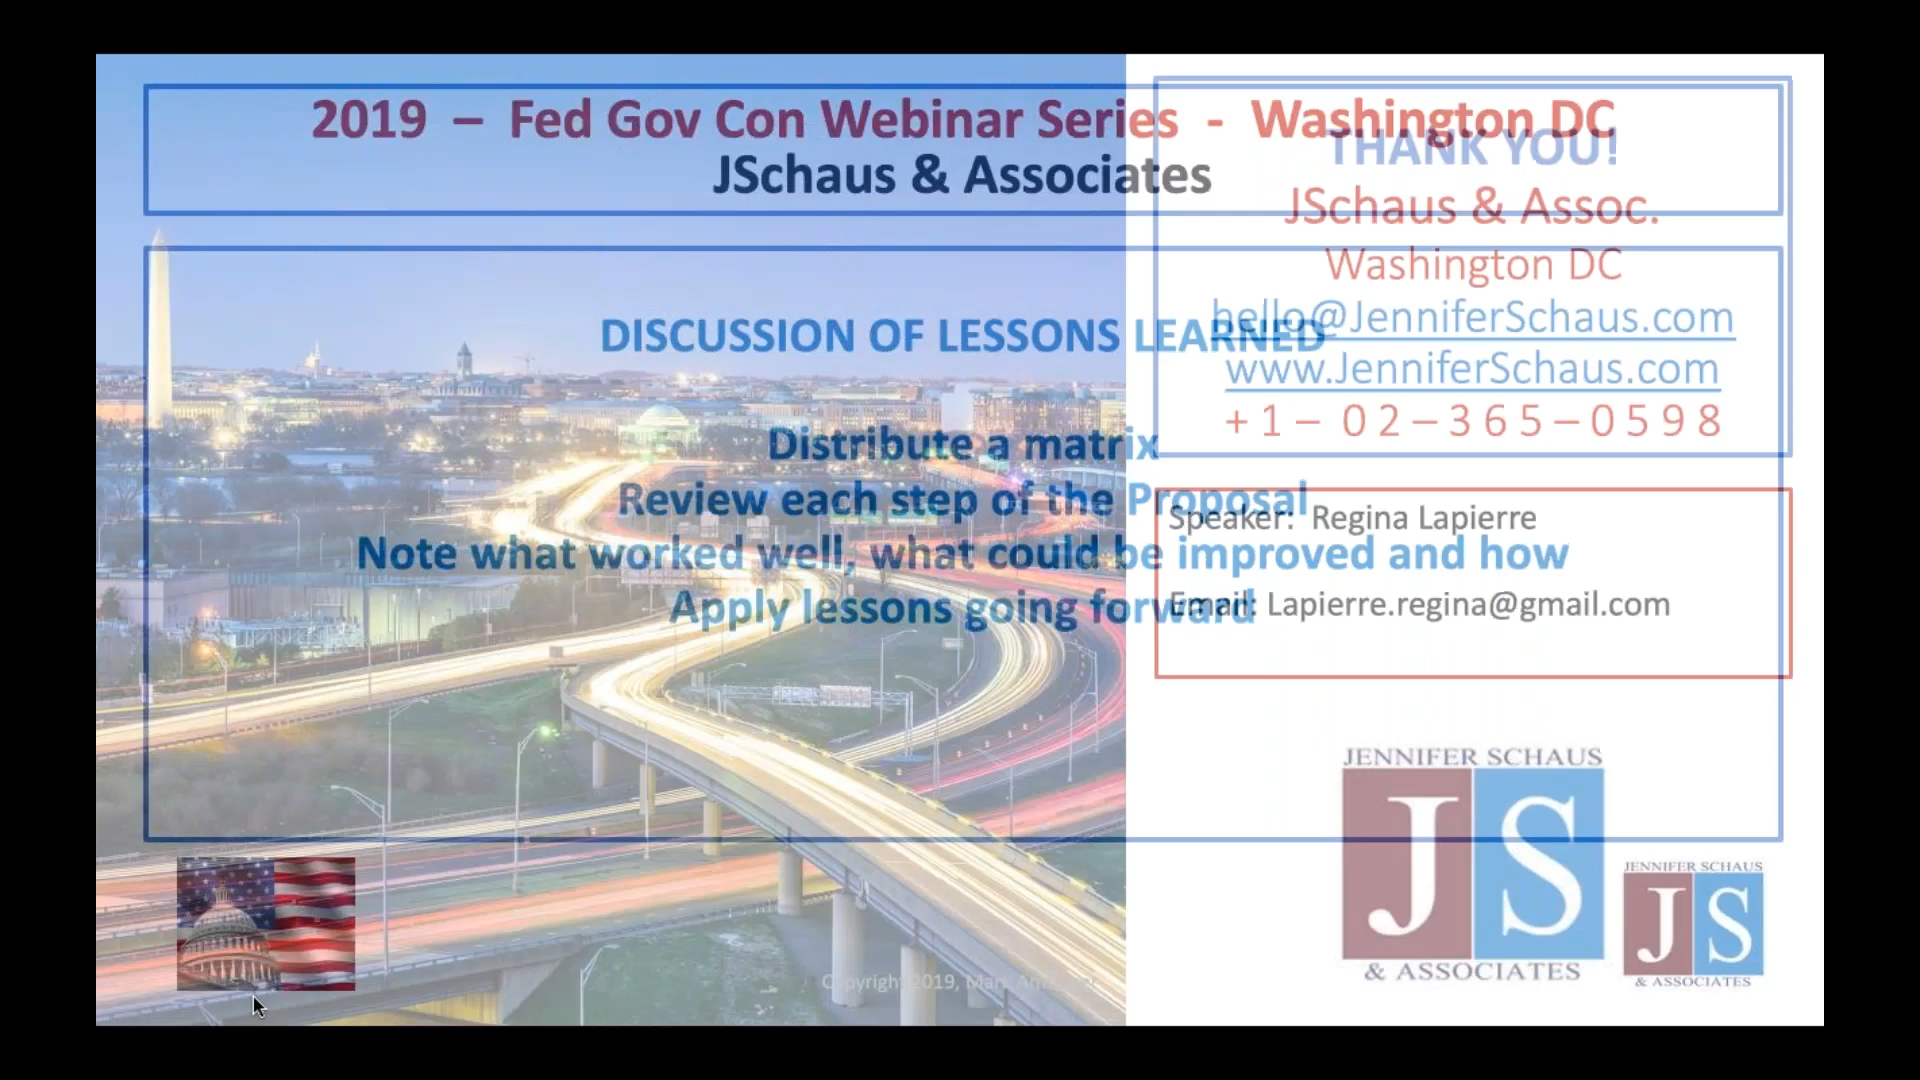 2019 – Fed Gov Con Webinar Series - Washington DC
JSchaus & Associates
DISCUSSION OF LESSONS LEARNED
Distribute a matrix
Review each step of the Proposal
Note what worked well, what could be improved and how
Apply lessons going forward
THANK YOU!
JSchaus & Assoc.
Washington DC
hello@JenniferSchaus.com
www.JenniferSchaus.com
+1– 02–365–0598
Speaker: Regina Lapierre
Email: Lapierre.regina@gmail.com
JENNIFER SCHAUS
JS
& ASSOCIATES
JENNIFER SCHAUS
JS
& ASSOCIATES
Copyright 2019,